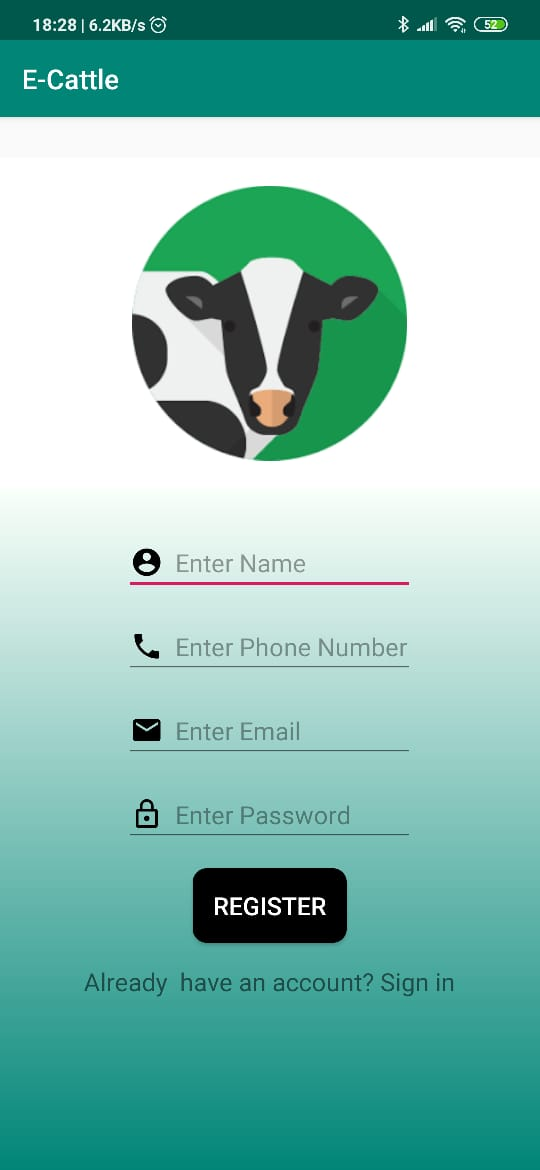 18:28 | 6.2KB/s
52
E-Cattle
Enter Name
Enter Phone Number
Enter Email
Enter Password
REGISTER
Already  have an account? Sign in